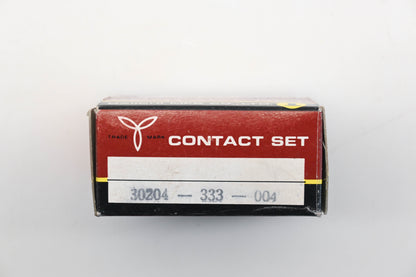 TRADE MARK
CONTACT SET
30204 — 333 — 004